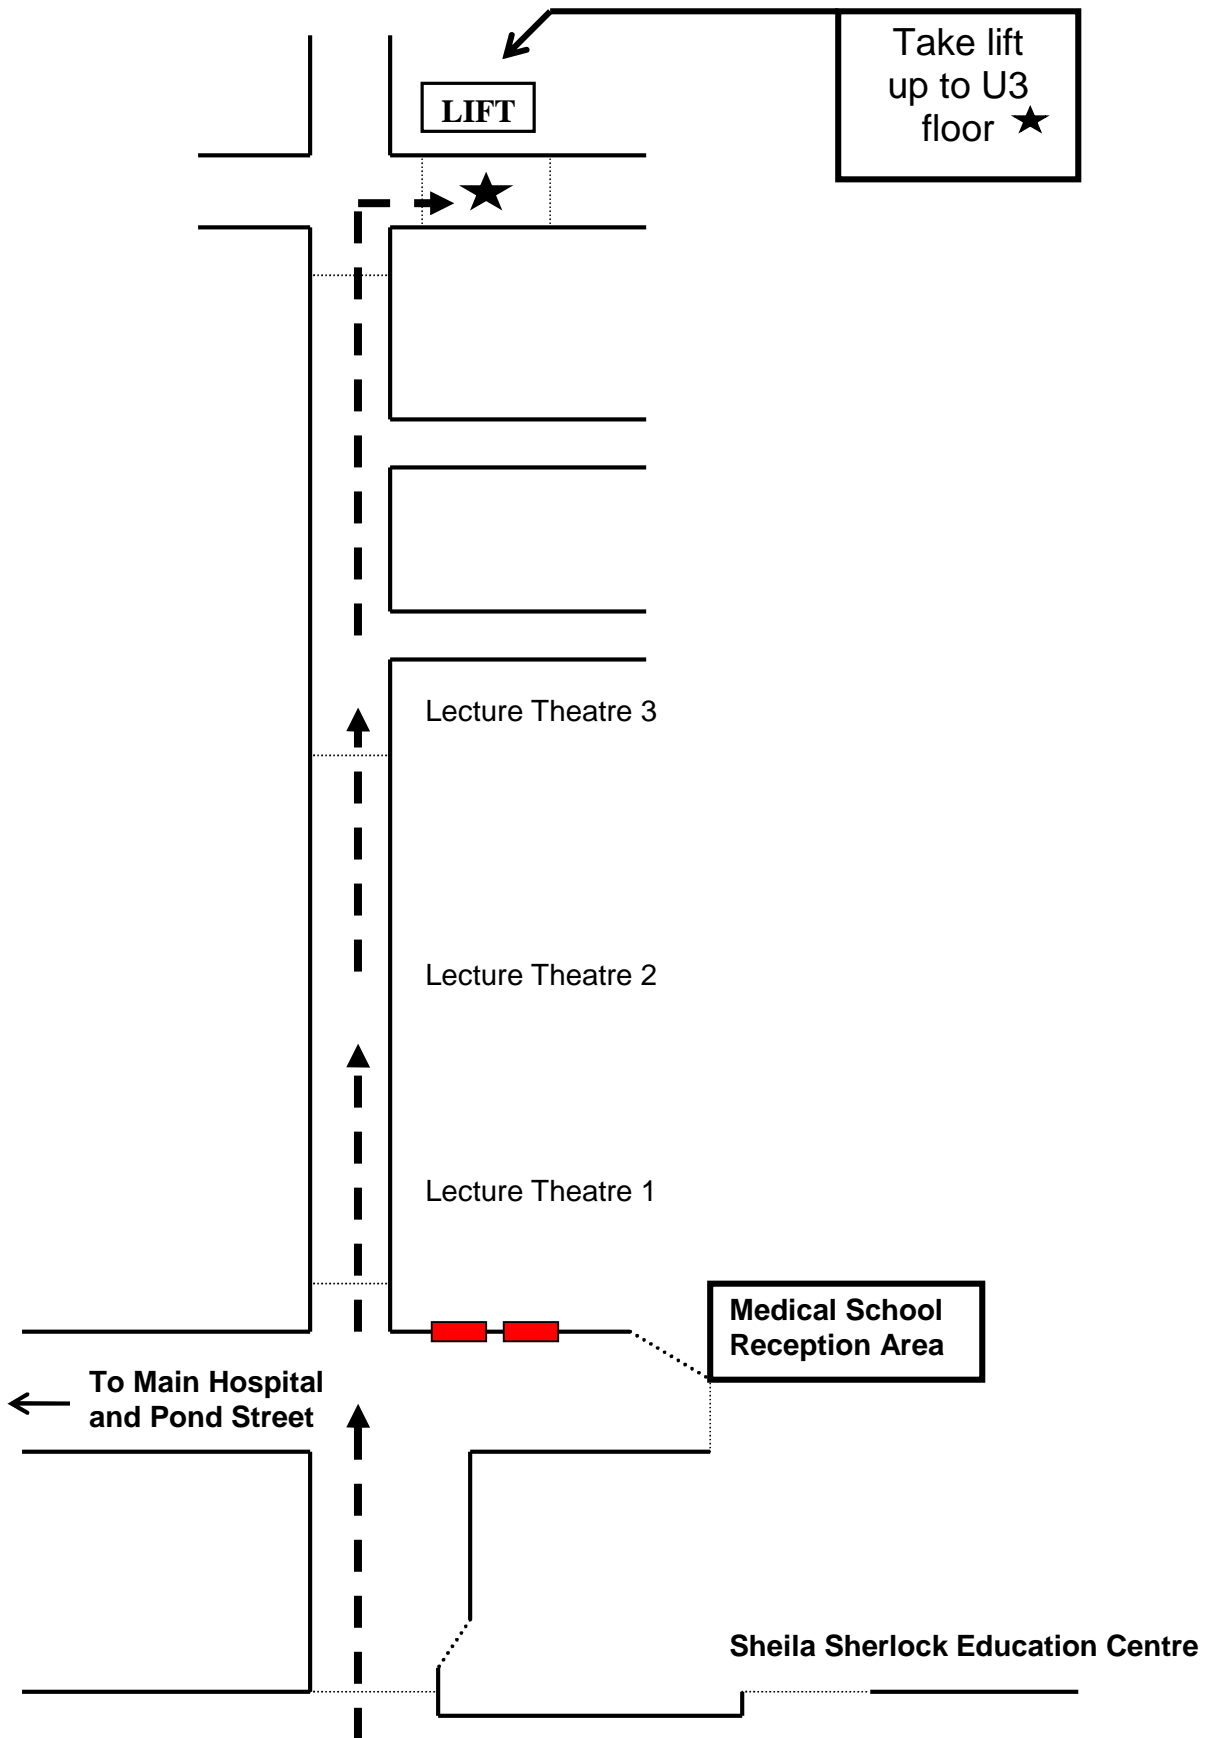 Take lift
up to U3
floor
LIFT
Lecture Theatre 3
Lecture Theatre 2
Lecture Theatre 1
Medical School
Reception Area
To Main Hospital
and Pond Street
Sheila Sherlock Education Centre